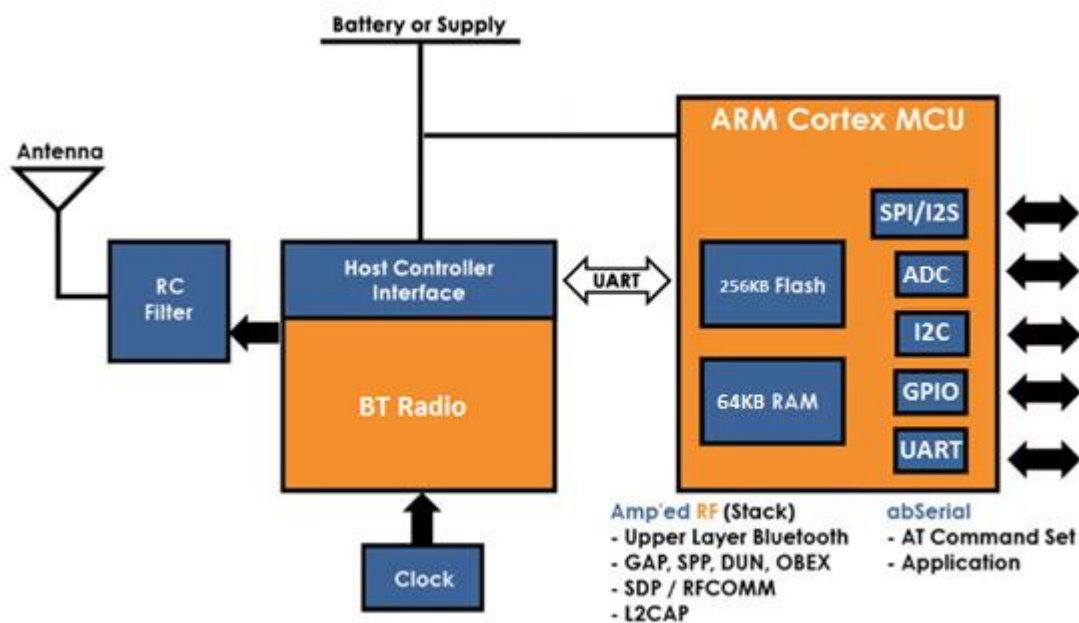 Battery or Supply
ARM Cortex MCU
Antenna
SPI/I2S
RC
Filter
Host Controller
Interface
UART
256KB Flash
ADC
I2C
BT Radio
64KB RAM
GPIO
UART
Clock
Amp'ed RF (Stack)
- Upper Layer Bluetooth
- GAP, SPP, DUN, OBEX
- SDP / RFCOMM
- L2CAP
abSerial
- AT Command Set
- Application